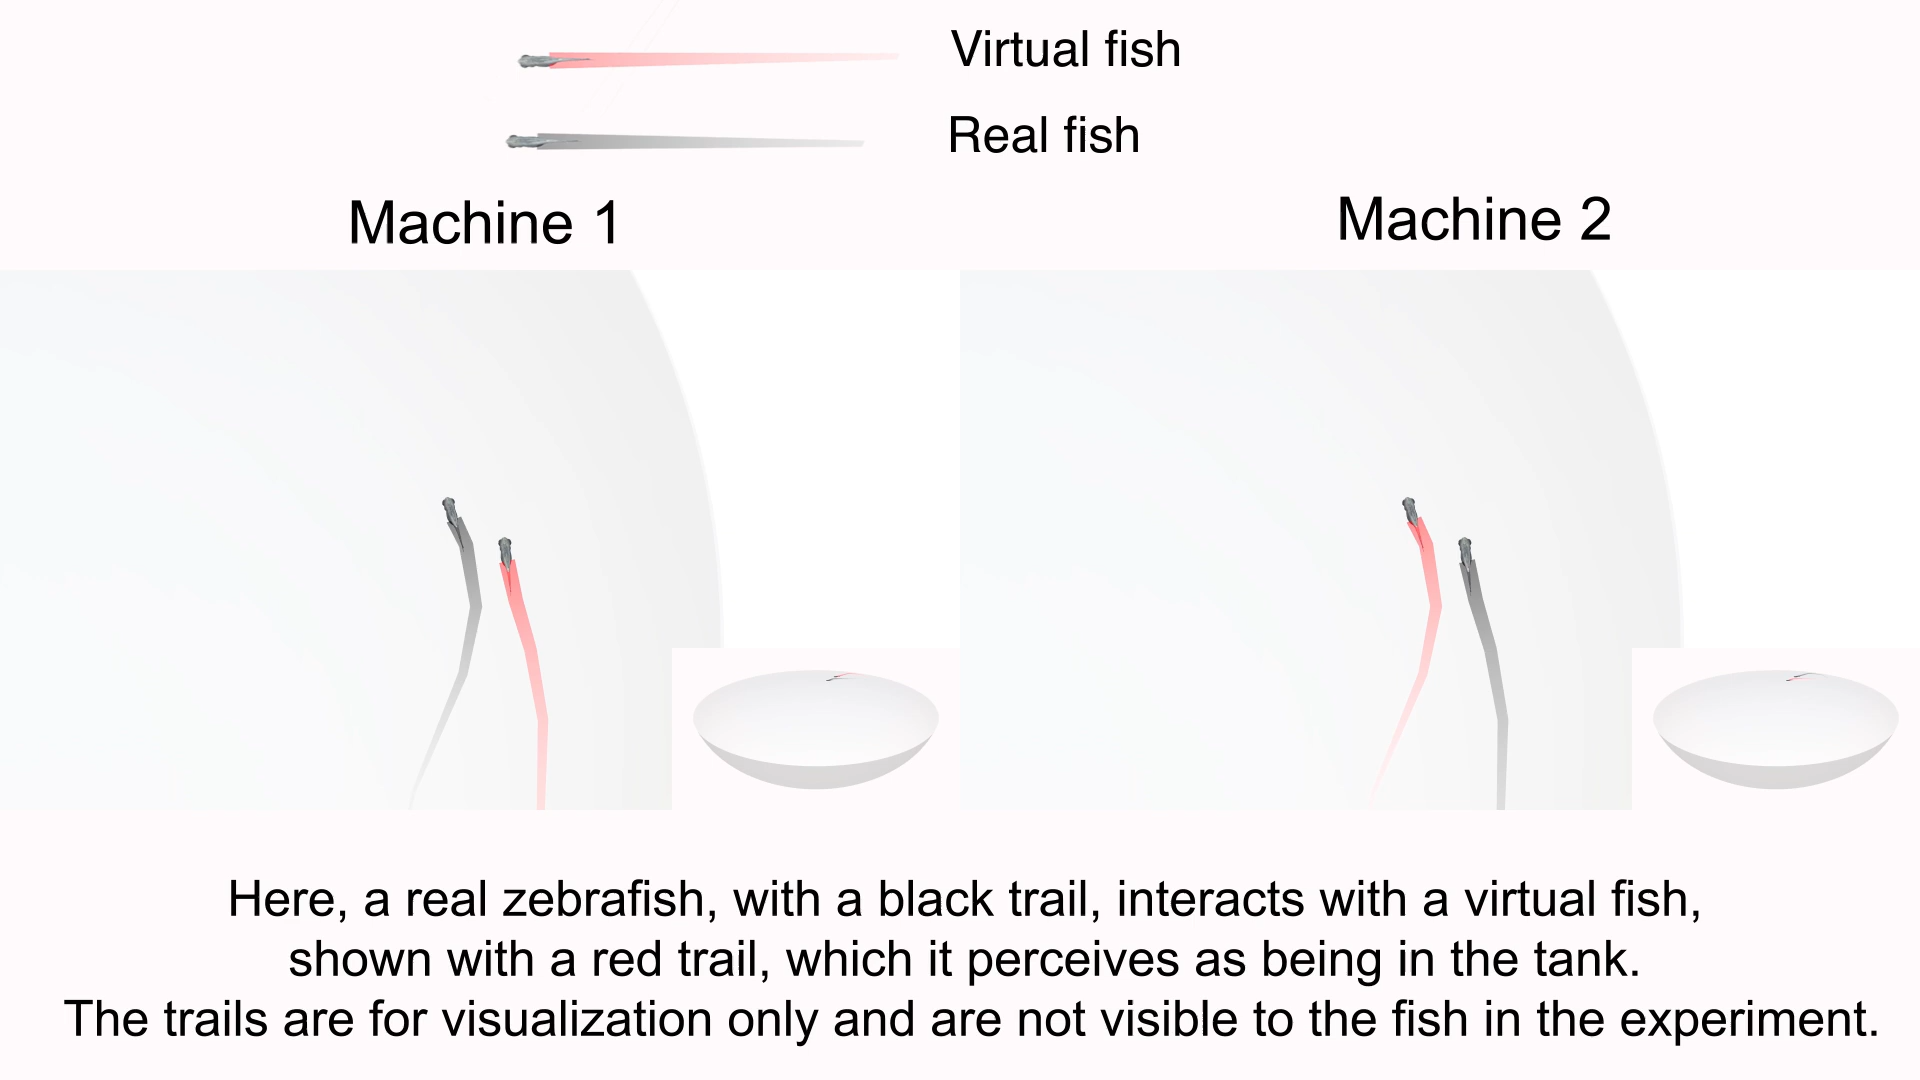 Virtual fish
Real fish
Machine 1
Machine 2
Here, a real zebrafish, with a black trail, interacts with a virtual fish,
shown with a red trail, which it perceives as being in the tank.
The trails are for visualization only and are not visible to the fish in the experiment.